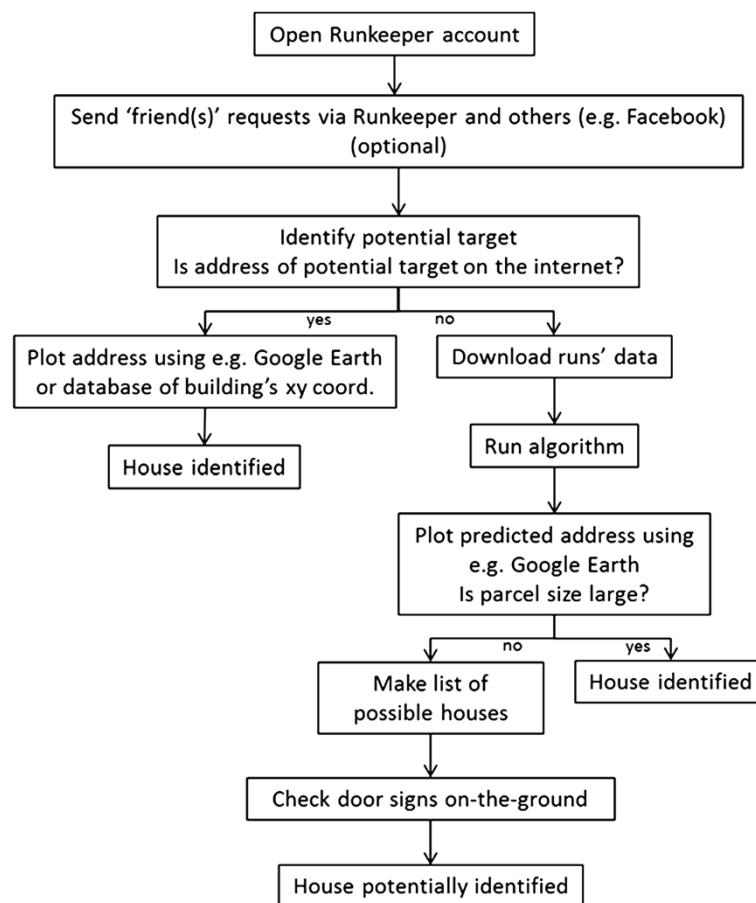 Open Runkeeper account
Send ‘friend(s)’ requests via Runkeeper and others (e.g. Facebook)
(optional)
Identify potential target
Is address of potential target on the internet?
yes
no
Plot address using e.g. Google Earth
or database of building’s xy coord.
Download runs’ data
House identified
Run algorithm
Plot predicted address using
e.g. Google Earth
Is parcel size large?
no
yes
Make list of
possible houses
House identified
Check door signs on-the-ground
House potentially identified